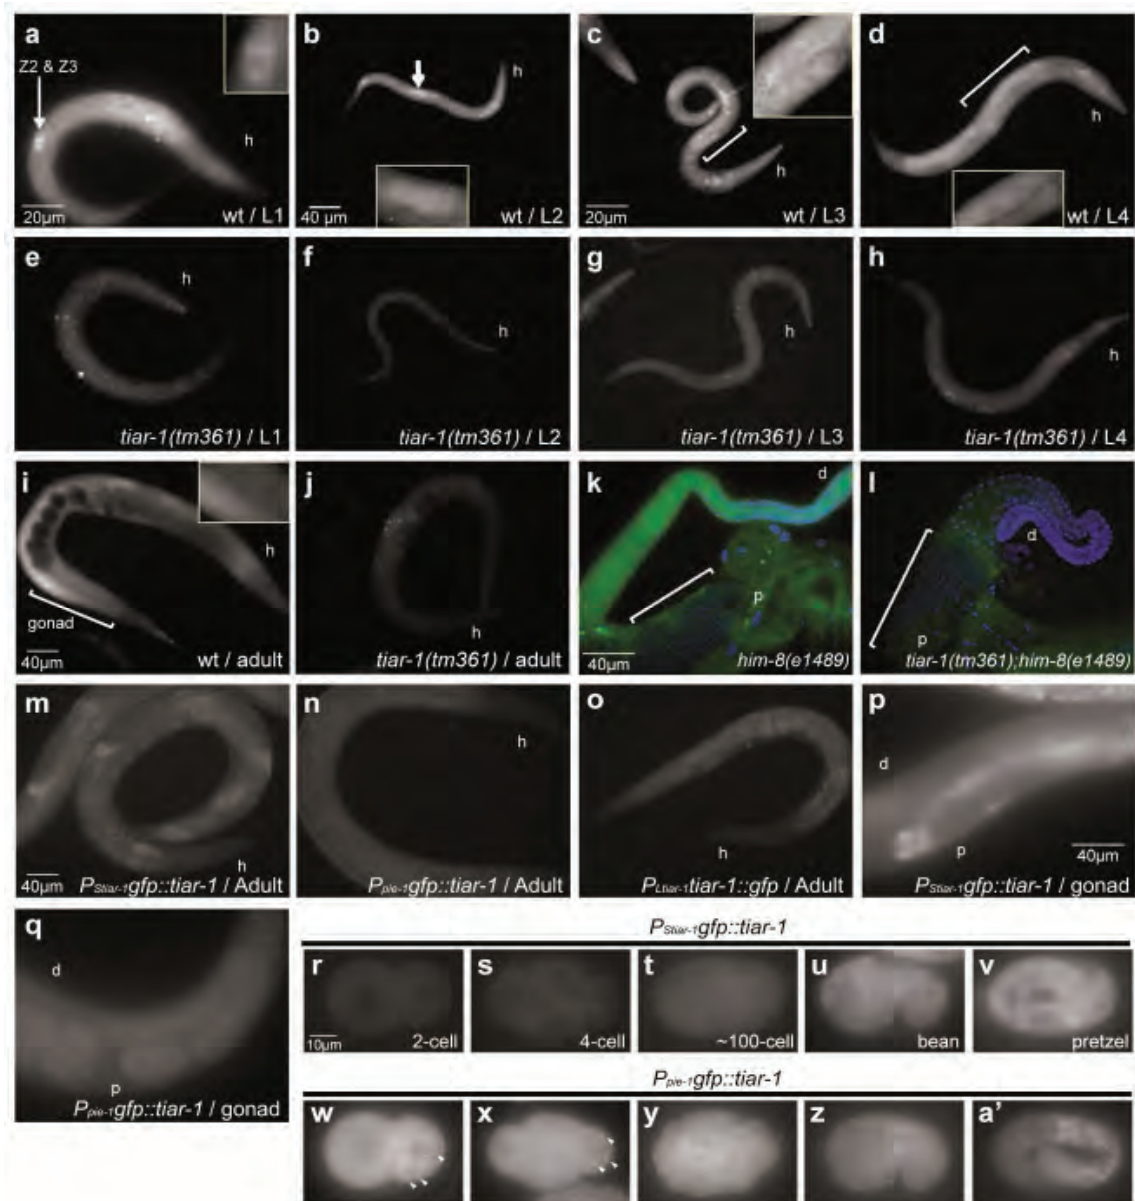 a
Z2 & Z3
h
20µm
wt / L1
b
h
40 µm
wt / L2
c
h
20µm
wt / L3
d
h
wt / L4
e
h
tiar-1(tm361) / L1
f
h
tiar-1(tm361) / L2
g
h
tiar-1(tm361) / L3
h
h
tiar-1(tm361) / L4
i
h
gonad
40µm
wt / adult
j
h
tiar-1(tm361) / adult
k
d
p
40µm
him-8(e1489)
l
d
p
tiar-1(tm361);him-8(e1489)
m
h
40µm
PStiar-1gfp::tiar-1 / Adult
n
h
Ppie-1gfp::tiar-1 / Adult
o
h
PLtiar-1tiar-1::gfp / Adult
p
d
p
40µm
PStiar-1gfp::tiar-1 / gonad
q
d
p
Ppie-1gfp::tiar-1 / gonad
PStiar-1gfp::tiar-1
r
10µm
2-cell
s
4-cell
t
~100-cell
u
bean
v
pretzel
Ppie-1gfp::tiar-1
w
x
y
z
a'